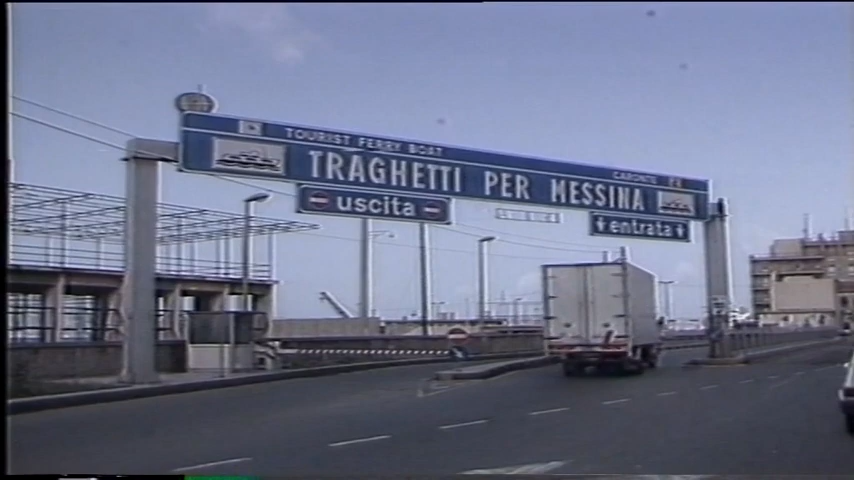 TOURIST FERRY BOAT
CARONTE
TRAGHETTI PER MESSINA
uscita
entrata